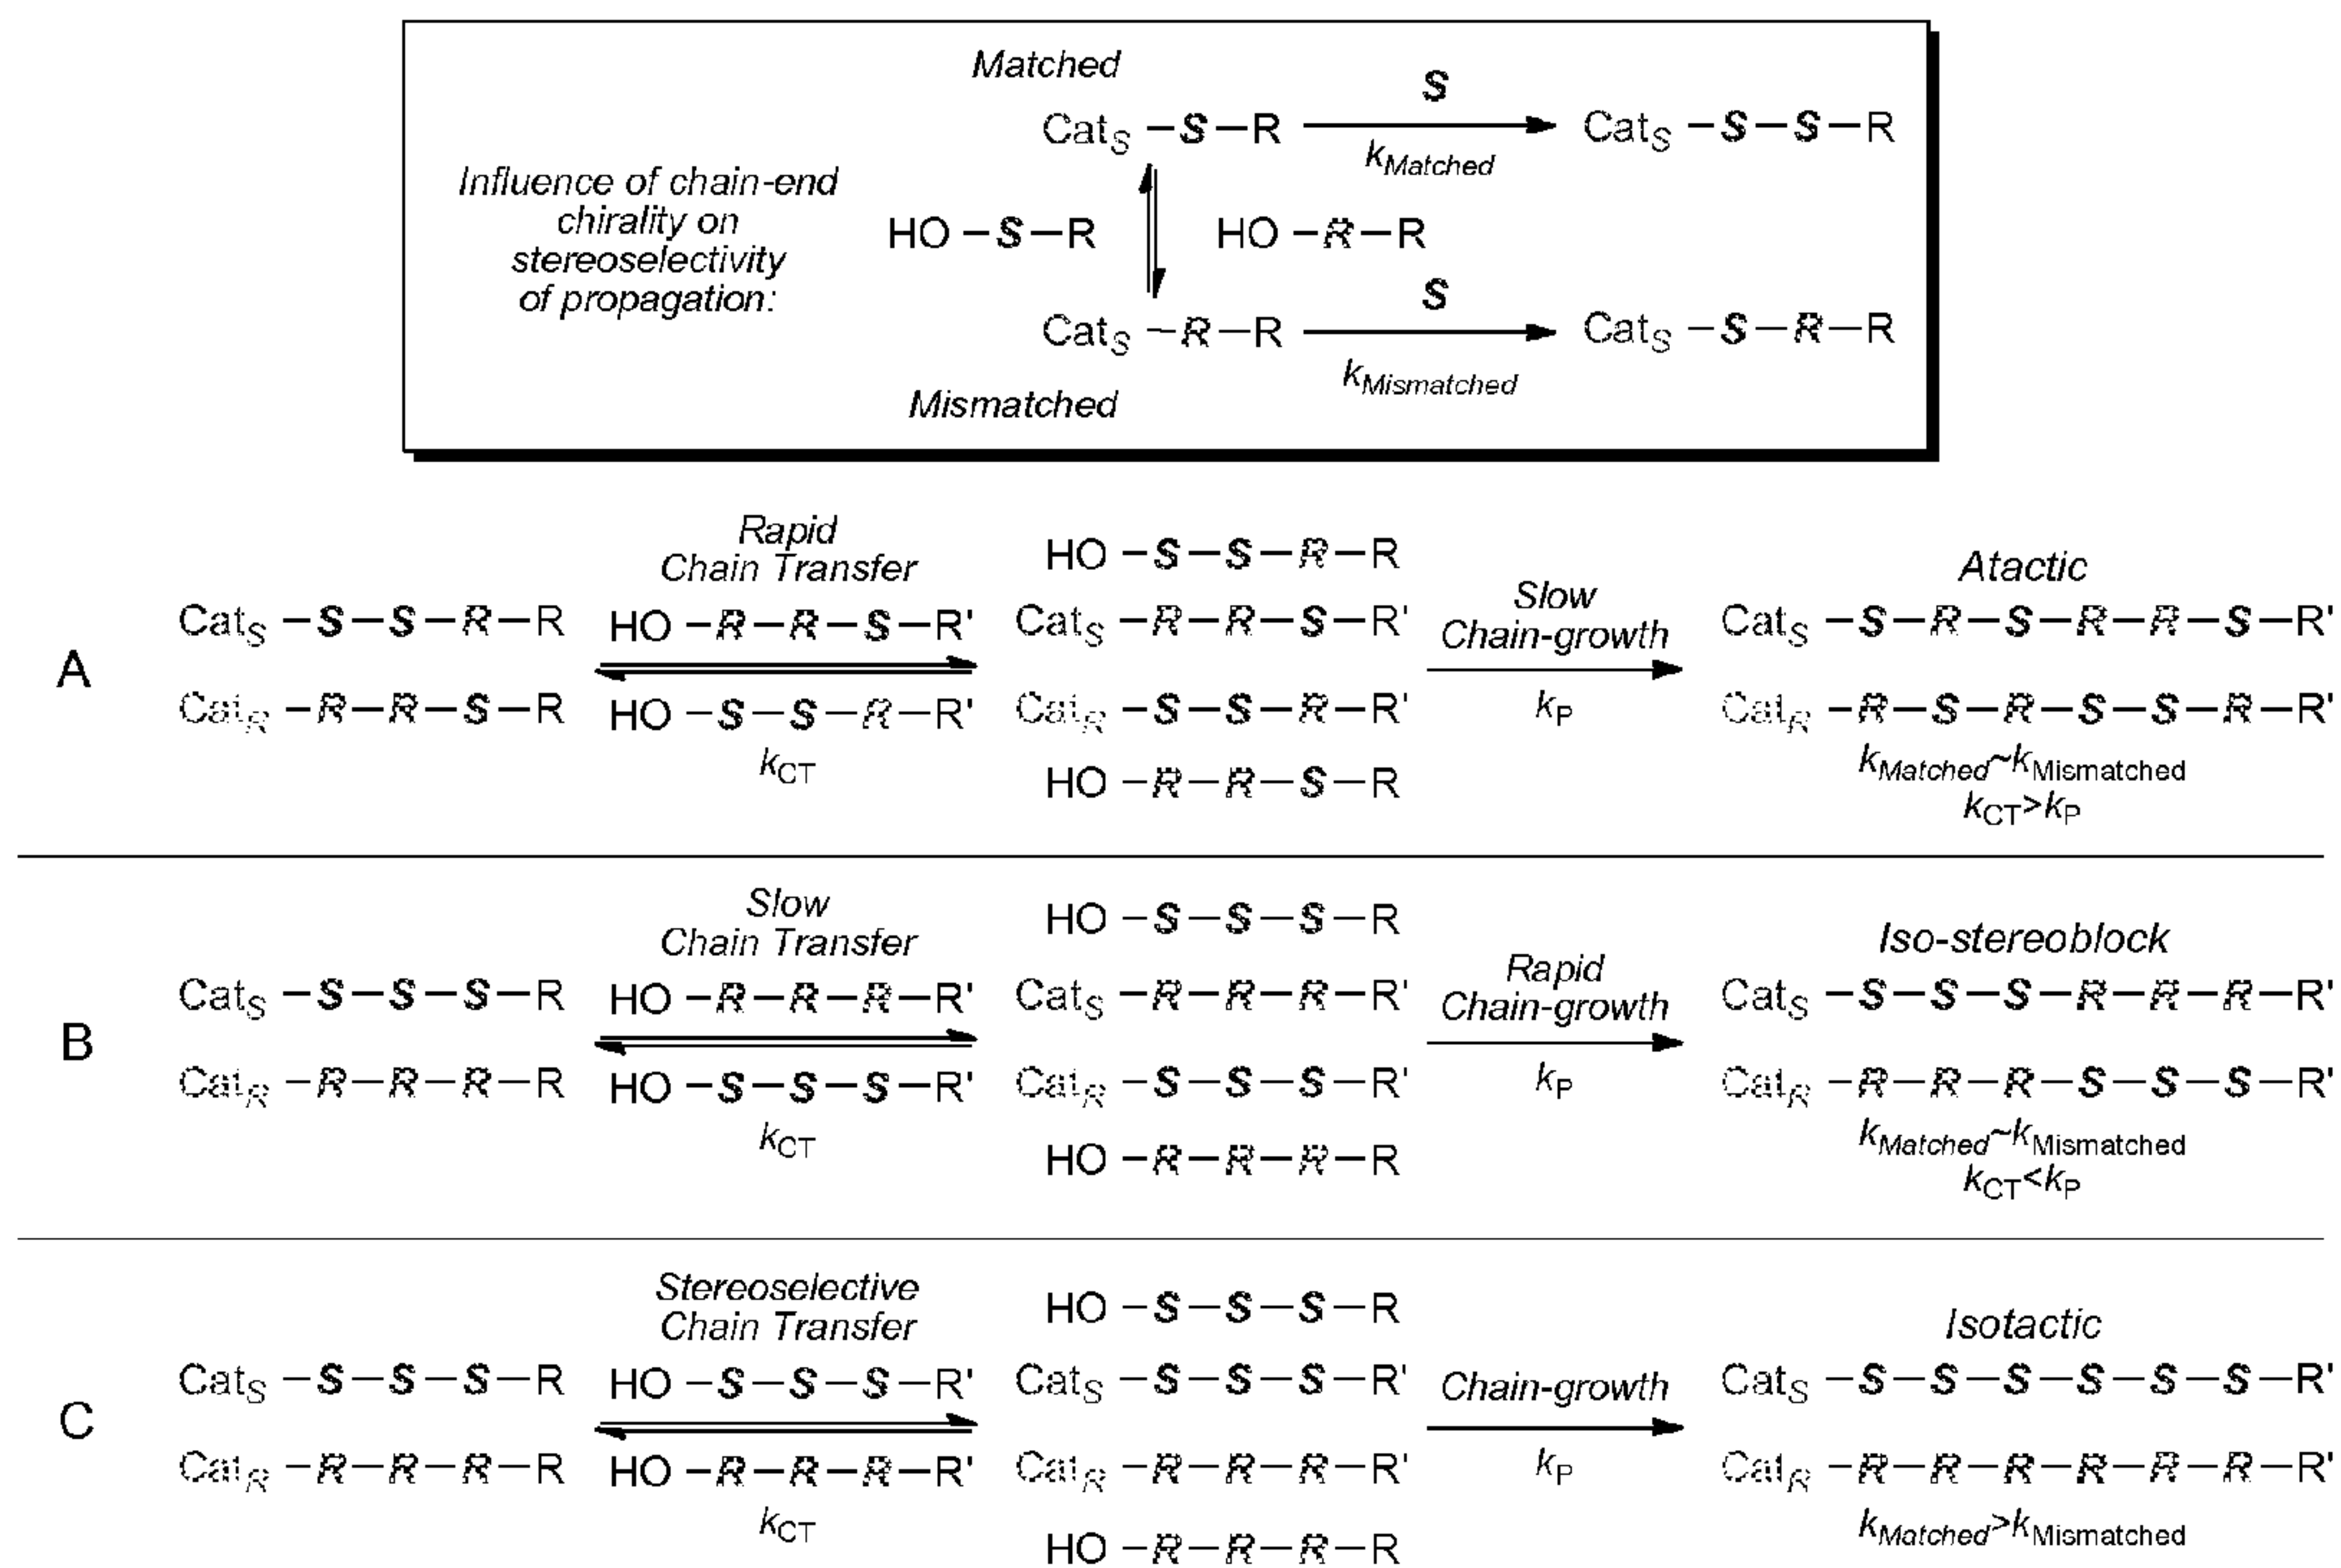 Matched
S
Cat_S –S–R
Cat_S –S–S–R
k_Matched
Influence of chain-end
chirality on
stereoselectivity
of propagation:
HO –S–R
HO –R–R
S
Cat_S –R–R
Cat_S –S–R–R
k_Mismatched
Mismatched
A
Rapid
Chain Transfer
Cat_S –S–S–R–R
HO –R–R–S–R'
Cat_R –R–R–S–R
HO –S–S–R–R'
k_CT
HO –S–S–R–R
Cat_S –R–R–S–R'
Cat_R –S–S–R–R'
HO –R–R–S–R
Slow
Chain-growth
k_P
Atactic
Cat_S –S–R–S–R–R–S–R'
Cat_R –R–S–R–S–S–R–R'
k_Matched~k_Mismatched
k_CT>k_P
B
Slow
Chain Transfer
Cat_S –S–S–S–R
HO –R–R–R–R'
Cat_R –R–R–R–R
HO –S–S–S–R'
k_CT
HO –S–S–S–R
Cat_S –R–R–R–R'
Cat_R –S–S–S–R'
HO –R–R–R–R
Rapid
Chain-growth
k_P
Iso-stereoblock
Cat_S –S–S–S–R–R–R–R'
Cat_R –R–R–R–S–S–S–R'
k_Matched~k_Mismatched
k_CT<k_P
C
Stereoselective
Chain Transfer
Cat_S –S–S–S–R
HO –S–S–S–R'
Cat_R –R–R–R–R
HO –R–R–R–R'
k_CT
HO –S–S–S–R
Cat_S –S–S–S–R'
Cat_R –R–R–R–R'
HO –R–R–R–R
Chain-growth
k_P
Isotactic
Cat_S –S–S–S–S–S–S–R'
Cat_R –R–R–R–R–R–R–R'
k_Matched>k_Mismatched